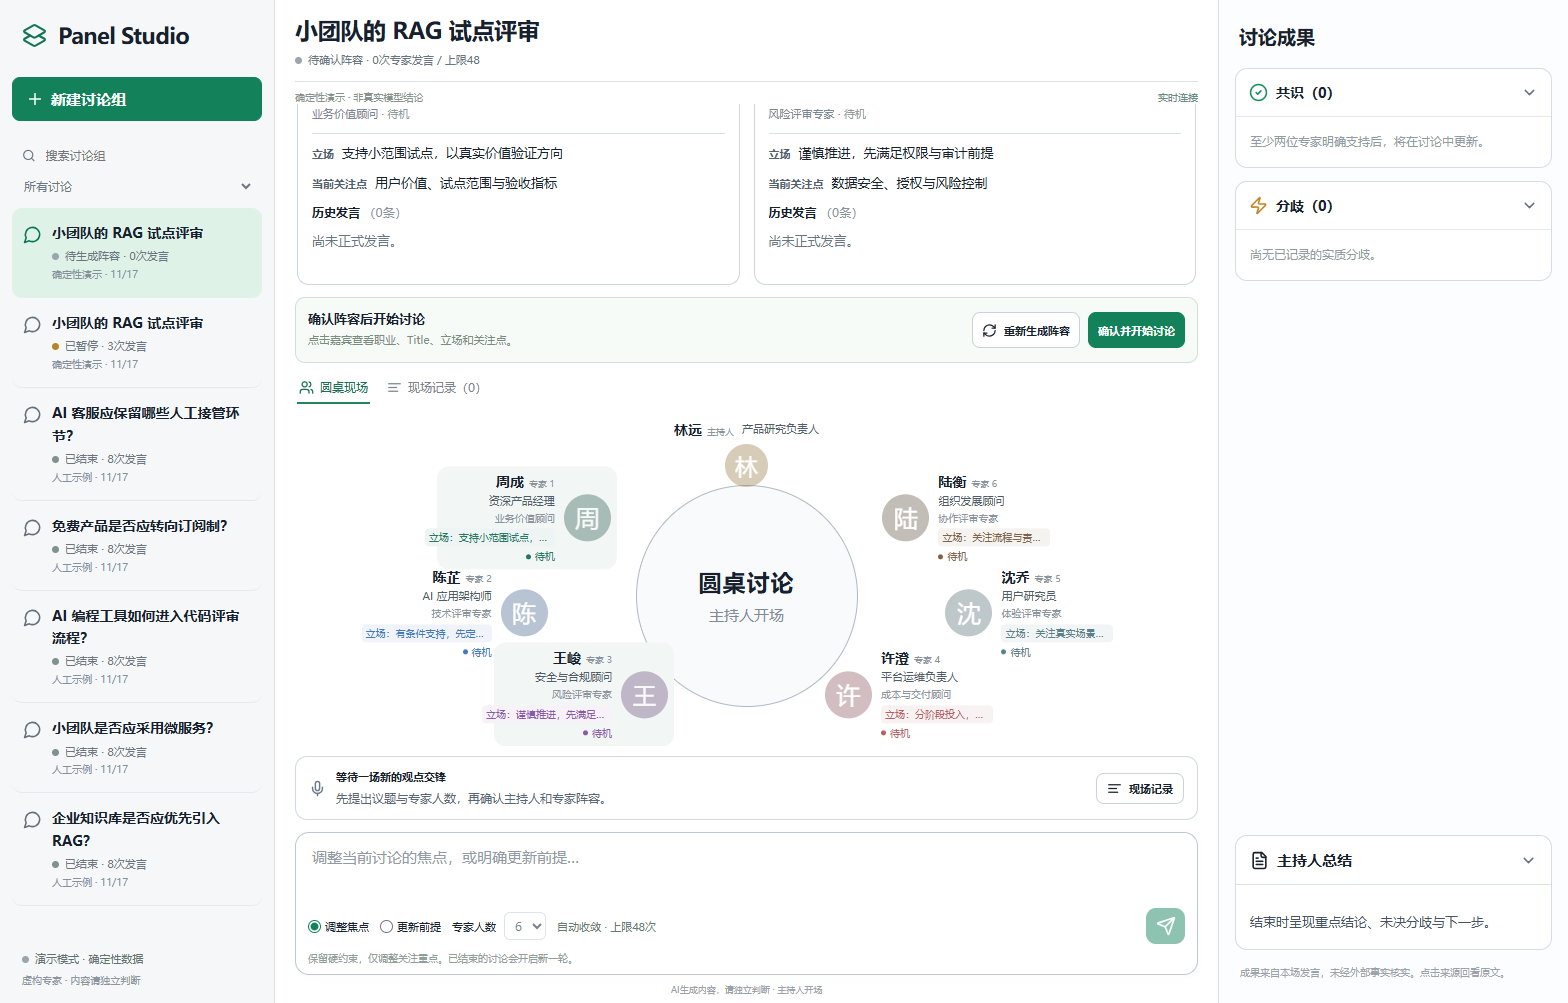 Panel Studio
新建讨论组
搜索讨论组
所有讨论
小团队的 RAG 试点评审
待生成阵容 · 0次发言
确定性演示 · 11/17
小团队的 RAG 试点评审
已暂停 · 3次发言
确定性演示 · 11/17
AI 客服应保留哪些人工接管环
节？
已结束 · 8次发言
人工示例 · 11/17
免费产品是否应转向订阅制？
已结束 · 8次发言
人工示例 · 11/17
AI 编程工具如何进入代码评审
流程？
已结束 · 8次发言
人工示例 · 11/17
小团队是否应采用微服务？
已结束 · 8次发言
人工示例 · 11/17
企业知识库是否应优先引入
RAG？
已结束 · 8次发言
人工示例 · 11/17
演示模式 · 确定性数据
虚构专家 · 内容请独立判断
小团队的 RAG 试点评审
待确认阵容 · 0次专家发言 / 上限48
确定性演示 · 非真实模型结论
实时连接
业务价值顾问 · 待机
立场 支持小范围试点，以真实价值验证方向
当前关注点 用户价值、试点范围与验收指标
历史发言 （0条）
尚未正式发言。
风险评审专家 · 待机
立场 谨慎推进，先满足权限与审计前提
当前关注点 数据安全、授权与风险控制
历史发言 （0条）
尚未正式发言。
确认阵容后开始讨论
点击嘉宾查看职业、Title、立场和关注点。
重新生成阵容
确认并开始讨论
圆桌现场
现场记录（0）
林远 主持人 产品研究负责人
林
周成 专家 1
资深产品经理
业务价值顾问
立场：支持小范围试点，...
待机
周
陆衡 专家 6
组织发展顾问
协作评审专家
立场：关注流程与责...
待机
陆
陈芷 专家 2
AI 应用架构师
技术评审专家
立场：有条件支持，先定...
待机
陈
圆桌讨论
主持人开场
沈乔 专家 5
用户研究员
体验评审专家
立场：关注真实场景...
待机
沈
王峻 专家 3
安全与合规顾问
风险评审专家
立场：谨慎推进，先满足...
待机
王
许澄 专家 4
平台运维负责人
成本与交付顾问
立场：分阶段投入，...
待机
许
等待一场新的观点交锋
先提出议题与专家人数，再确认主持人和专家阵容。
现场记录
调整当前讨论的焦点，或明确更新前提...
调整焦点 更新前提 专家人数 6 自动收敛 · 上限48次
保留硬约束，仅调整关注重点。已结束的讨论会开启新一轮。
AI生成内容，请独立判断 · 主持人开场
讨论成果
共识（0）
至少两位专家明确支持后，将在讨论中更新。
分歧（0）
尚无已记录的实质分歧。
主持人总结
结束时呈现重点结论、未决分歧与下一步。
成果来自本场发言，未经外部事实核实。点击来源回看原文。